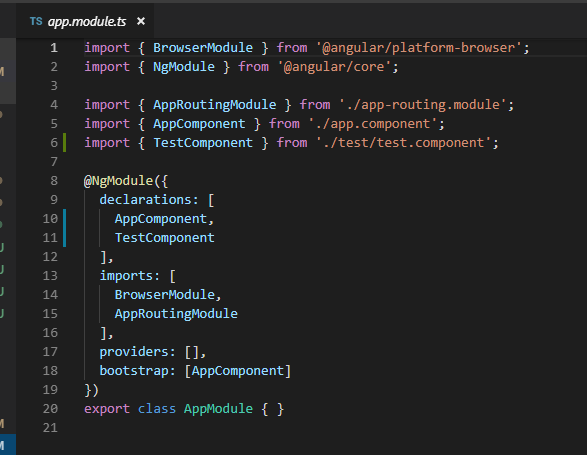 TS app.module.ts ×
1 import { BrowserModule } from '@angular/platform-browser';
2 import { NgModule } from '@angular/core';
3
4 import { AppRoutingModule } from './app-routing.module';
5 import { AppComponent } from './app.component';
6 import { TestComponent } from './test/test.component';
7
8 @NgModule({
9   declarations: [
10     AppComponent,
11     TestComponent
12   ],
13   imports: [
14     BrowserModule,
15     AppRoutingModule
16   ],
17   providers: [],
18   bootstrap: [AppComponent]
19 })
20 export class AppModule { }
21
M
U
U
U
U
M
M